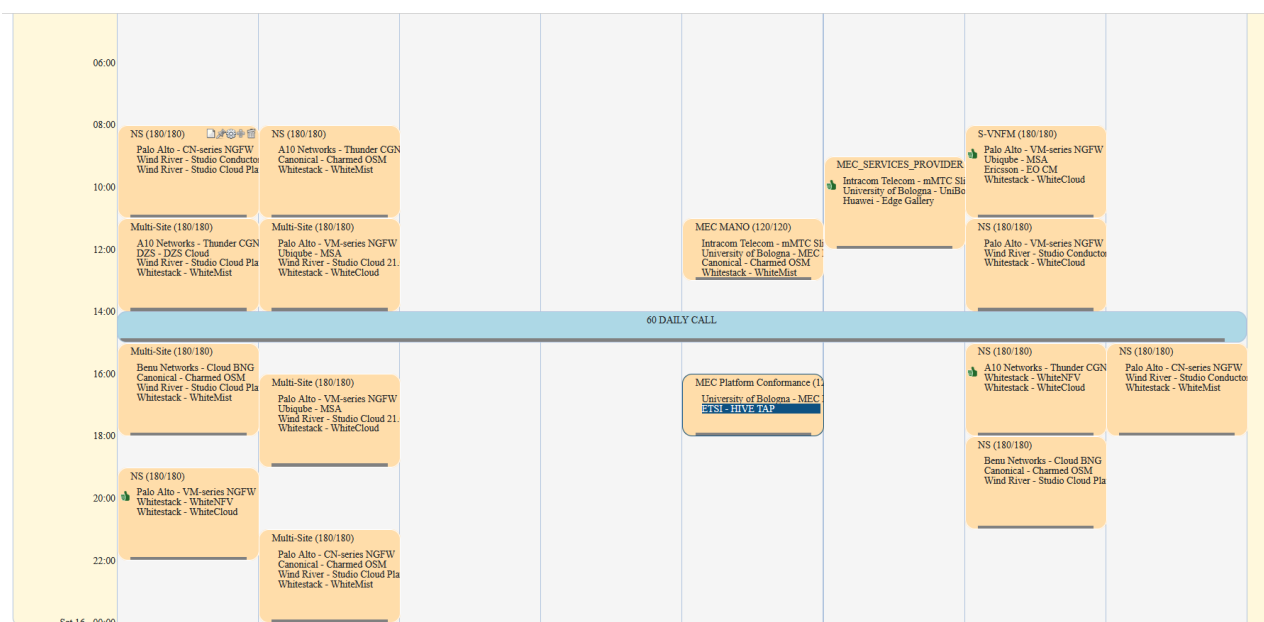 06:00
08:00
10:00
12:00
14:00
16:00
18:00
20:00
22:00
NS (180/180)
Palo Alto - CN-series NGFW
Wind River - Studio Conducto
Wind River - Studio Cloud Pla
NS (180/180)
A10 Networks - Thunder CGN
Canonical - Charmed OSM
Whitestack - WhiteMist
S-VNFM (180/180)
Palo Alto - VM-series NGFW
Ubiqube - MSA
Ericsson - EO CM
Whitestack - WhiteCloud
MEC_SERVICES_PROVIDER
Intracom Telecom - mMTC Sli
University of Bologna - UniBo
Huawei - Edge Gallery
Multi-Site (180/180)
A10 Networks - Thunder CGN
DZS - DZS Cloud
Wind River - Studio Cloud Pla
Whitestack - WhiteMist
Multi-Site (180/180)
Palo Alto - VM-series NGFW
Ubiqube - MSA
Wind River - Studio Cloud 21.
Whitestack - WhiteCloud
MEC MANO (120/120)
Intracom Telecom - mMTC Sli
University of Bologna - MEC
Canonical - Charmed OSM
Whitestack - WhiteMist
NS (180/180)
Palo Alto - VM-series NGFW
Wind River - Studio Conducto
Whitestack - WhiteCloud
60 DAILY CALL
Multi-Site (180/180)
Benu Networks - Cloud BNG
Canonical - Charmed OSM
Wind River - Studio Cloud Pla
Whitestack - WhiteMist
Multi-Site (180/180)
Palo Alto - VM-series NGFW
Ubiqube - MSA
Wind River - Studio Cloud 21.
Whitestack - WhiteCloud
MEC Platform Conformance (12
University of Bologna - MEC
ETSI - HIVE TAP
NS (180/180)
A10 Networks - Thunder CGN
Whitestack - WhiteNFV
Whitestack - WhiteCloud
NS (180/180)
Palo Alto - CN-series NGFW
Wind River - Studio Conducto
Whitestack - WhiteMist
NS (180/180)
Benu Networks - Cloud BNG
Canonical - Charmed OSM
Wind River - Studio Cloud Pla
NS (180/180)
Palo Alto - VM-series NGFW
Whitestack - WhiteNFV
Whitestack - WhiteCloud
Multi-Site (180/180)
Palo Alto - CN-series NGFW
Canonical - Charmed OSM
Wind River - Studio Cloud Pla
Whitestack - WhiteMist